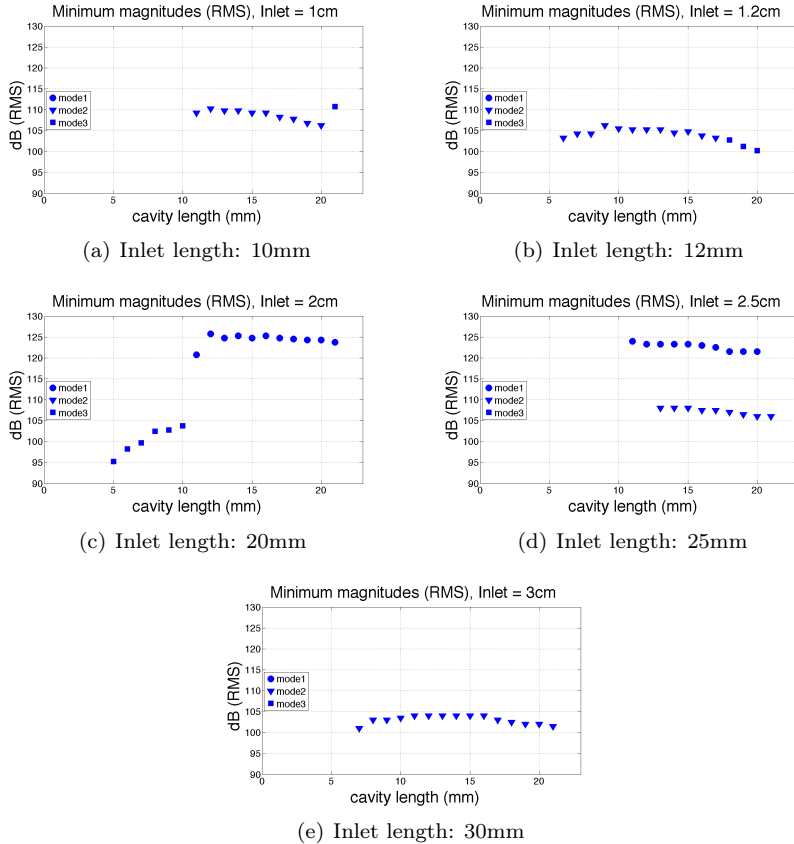 Minimum magnitudes (RMS), Inlet = 1cm
130
125
120
115
110
105
100
95
90
dB (RMS)
mode1
mode2
mode3
0 5 10 15 20
cavity length (mm)
(a) Inlet length: 10mm
Minimum magnitudes (RMS), Inlet = 1.2cm
130
125
120
115
110
105
100
95
90
dB (RMS)
mode1
mode2
mode3
0 5 10 15 20
cavity length (mm)
(b) Inlet length: 12mm
Minimum magnitudes (RMS), Inlet = 2cm
130
125
120
115
110
105
100
95
90
dB (RMS)
mode1
mode2
mode3
0 5 10 15 20
cavity length (mm)
(c) Inlet length: 20mm
Minimum magnitudes (RMS), Inlet = 2.5cm
130
125
120
115
110
105
100
95
90
dB (RMS)
mode1
mode2
mode3
0 5 10 15 20
cavity length (mm)
(d) Inlet length: 25mm
Minimum magnitudes (RMS), Inlet = 3cm
130
125
120
115
110
105
100
95
90
dB (RMS)
mode1
mode2
mode3
0 5 10 15 20
cavity length (mm)
(e) Inlet length: 30mm